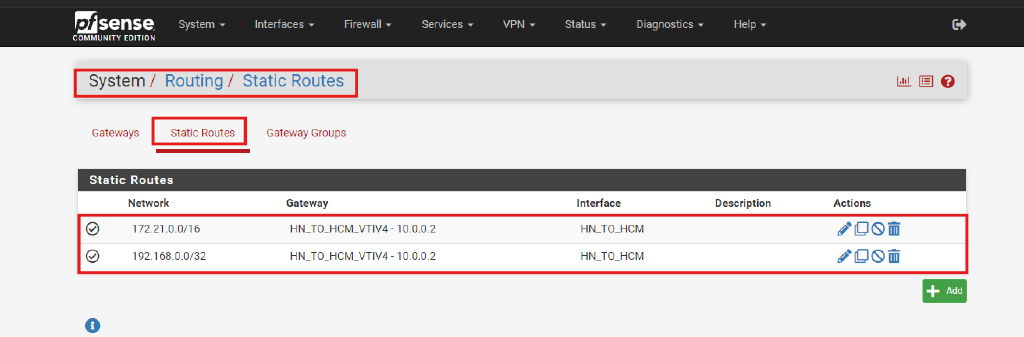 pfsense
COMMUNITY EDITION
System Interfaces Firewall Services VPN Status Diagnostics Help
System / Routing / Static Routes
Gateways Static Routes Gateway Groups
Static Routes
Network Gateway Interface Description Actions
172.21.0.0/16 HN_TO_HCM_VTIV4 - 10.0.0.2 HN_TO_HCM
192.168.0.0/32 HN_TO_HCM_VTIV4 - 10.0.0.2 HN_TO_HCM
Add